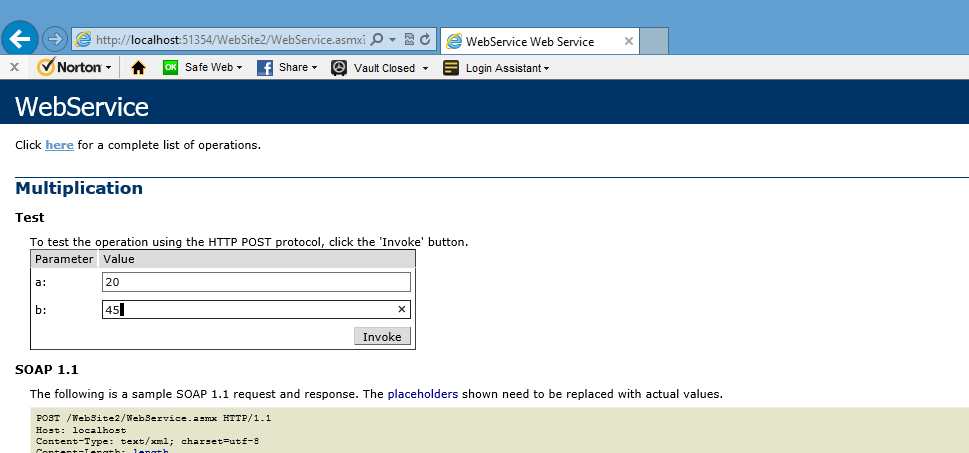 http://localhost:51354/WebSite2/WebService.asmx WebService Web Service
Norton Safe Web Share Vault Closed Login Assistant
WebService
Click here for a complete list of operations.
Multiplication
Test
To test the operation using the HTTP POST protocol, click the 'Invoke' button.
Parameter Value
a: 20
b: 45
Invoke
SOAP 1.1
The following is a sample SOAP 1.1 request and response. The placeholders shown need to be replaced with actual values.
POST /WebSite2/WebService.asmx HTTP/1.1
Host: localhost
Content-Type: text/xml; charset=utf-8
Content-Length: length